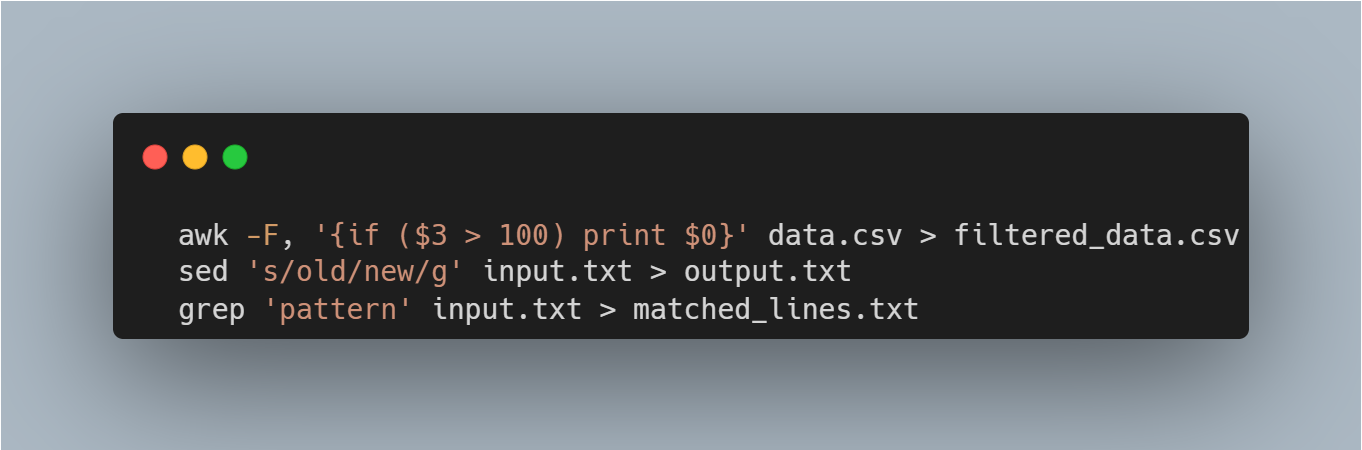 awk -F, '{if ($3 > 100) print $0}' data.csv > filtered_data.csv
sed 's/old/new/g' input.txt > output.txt
grep 'pattern' input.txt > matched_lines.txt